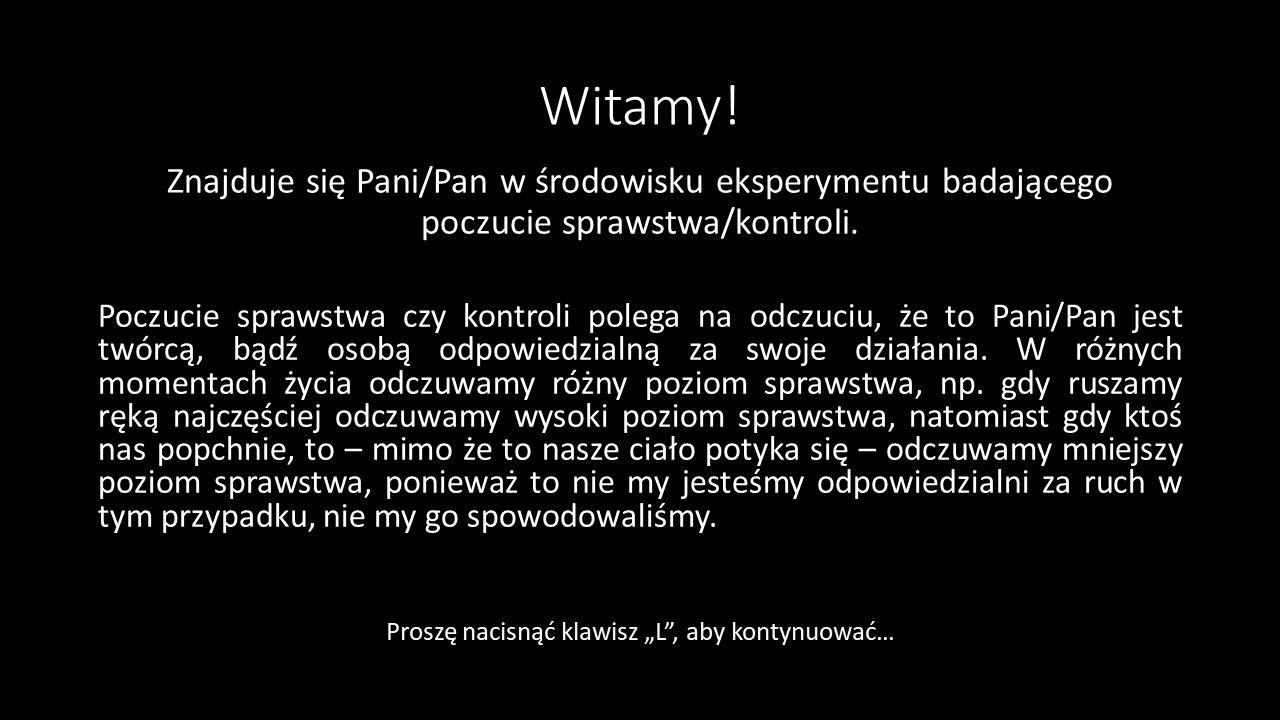 Witamy!
Znajduje się Pani/Pan w środowisku eksperymentu badającego
poczucie sprawstwa/kontroli.
Poczucie sprawstwa czy kontroli polega na odczuciu, że to Pani/Pan jest
twórcą, bądź osobą odpowiedzialną za swoje działania. W różnych
momentach życia odczuwamy różny poziom sprawstwa, np. gdy ruszamy
ręką najczęściej odczuwamy wysoki poziom sprawstwa, natomiast gdy ktoś
nas popchnie, to – mimo że to nasze ciało potyka się – odczuwamy mniejszy
poziom sprawstwa, ponieważ to nie my jesteśmy odpowiedzialni za ruch w
tym przypadku, nie my go spowodowaliśmy.
Proszę nacisnąć klawisz „L”, aby kontynuować…